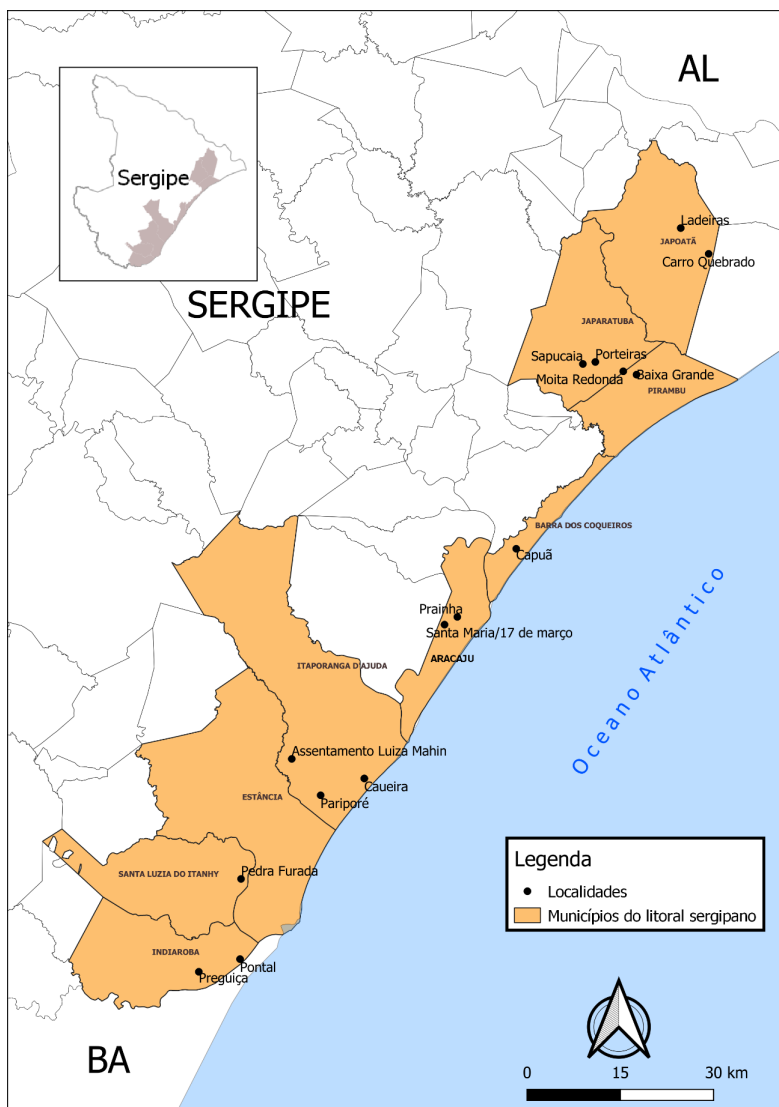 AL
Sergipe
SERGIPE
Ladeiras
JAPOATÃ
Carro Quebrado
JAPARATUBA
Sapucaia
Porteiras
Moita Redonda
Baixa Grande
PIRAMBU
BARRA DOS COQUEIROS
Capuã
Prainha
Santa Maria/17 de março
ARACAJU
ITAPORANGA D'AJUDA
Oceano Atlântico
Assentamento Luiza Mahin
Caueira
ESTÂNCIA
Pariporé
SANTA LUZIA DO ITANHY
Pedra Furada
INDIAROBA
Pontal
Preguiça
BA
Legenda
Localidades
Municípios do litoral sergipano
0 15 30 km